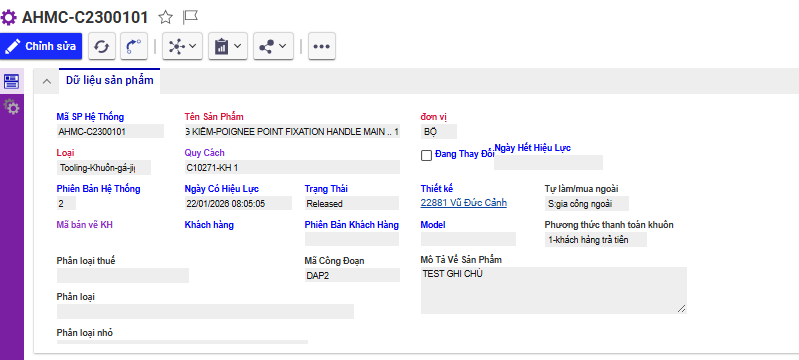 AHMC-C2300101
Chỉnh sửa
Dữ liệu sản phẩm
Mã SP Hệ Thống
Tên Sản Phẩm
đơn vị
AHMC-C2300101
G KIỂM-POIGNEE POINT FIXATION HANDLE MAIN .. 1
BỘ
Loại
Quy Cách
Đang Thay Đổi
Ngày Hết Hiệu Lực
Tooling-Khuôn-gá-jig
C10271-KH 1
Phiên Bản Hệ Thống
Ngày Có Hiệu Lực
Trạng Thái
Thiết kế
Tự làm/mua ngoài
2
22/01/2026 08:05:05
Released
22881 Vũ Đức Cảnh
S:gia công ngoài
Mã bản vẽ KH
Khách hàng
Phiên Bản Khách Hàng
Model
Phương thức thanh toán khuôn
1-khách hàng trả tiền
Phân loại thuế
Mã Công Đoạn
Mô Tả Về Sản Phẩm
DAP2
TEST GHI CHÚ
Phân loại
Phân loại nhỏ